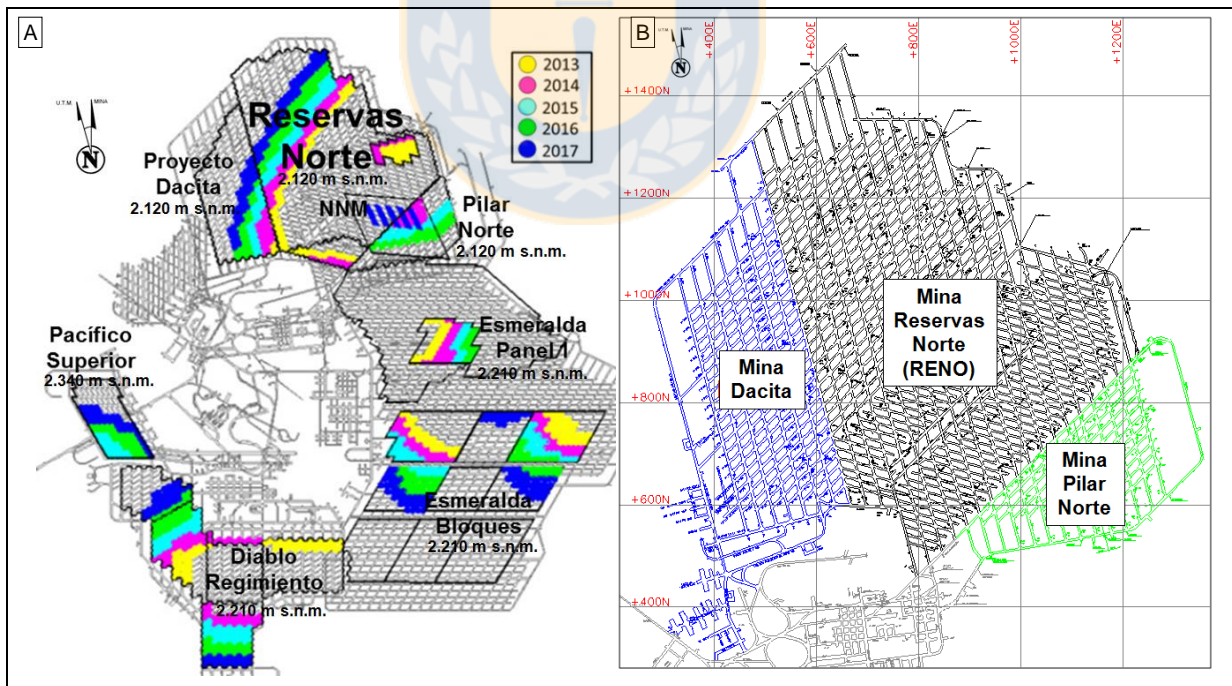 A
U.T.M.
MINA
N
2013
2014
2015
2016
2017
Reservas
Norte
2.120 m s.n.m.
Proyecto
Dacita
2.120 m s.n.m.
NNM
Pilar
Norte
2.120 m s.n.m.
Esmeralda
Panel 1
2.210 m s.n.m.
Pacífico
Superior
2.340 m s.n.m.
Esmeralda
Bloques
2.210 m s.n.m.
Diablo
Regimiento
2.210 m s.n.m.
B
N
+400E
+600E
+800E
+1000E
+1200E
+1400N
+1200N
+1000N
+800N
+600N
+400N
Mina
Dacita
Mina
Reservas
Norte
(RENO)
Mina
Pilar
Norte